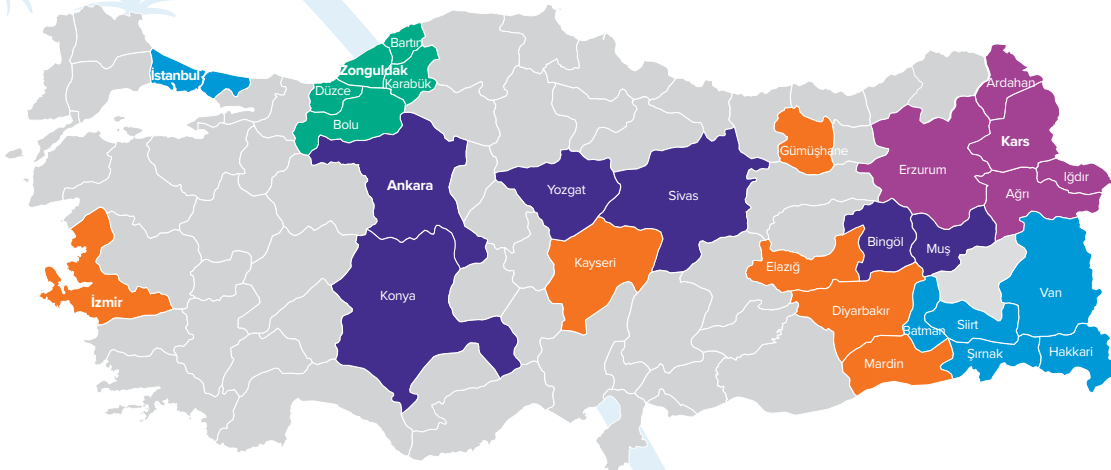 Bartın
Zonguldak
İstanbul
Karabük
Düzce
Bolu
Ardahan
Gümüşhane
Kars
Erzurum
Iğdır
Ankara
Yozgat
Sivas
Ağrı
Bingöl
Muş
Kayseri
Elazığ
Konya
Van
İzmir
Diyarbakır
Batman
Siirt
Şırnak
Hakkari
Mardin